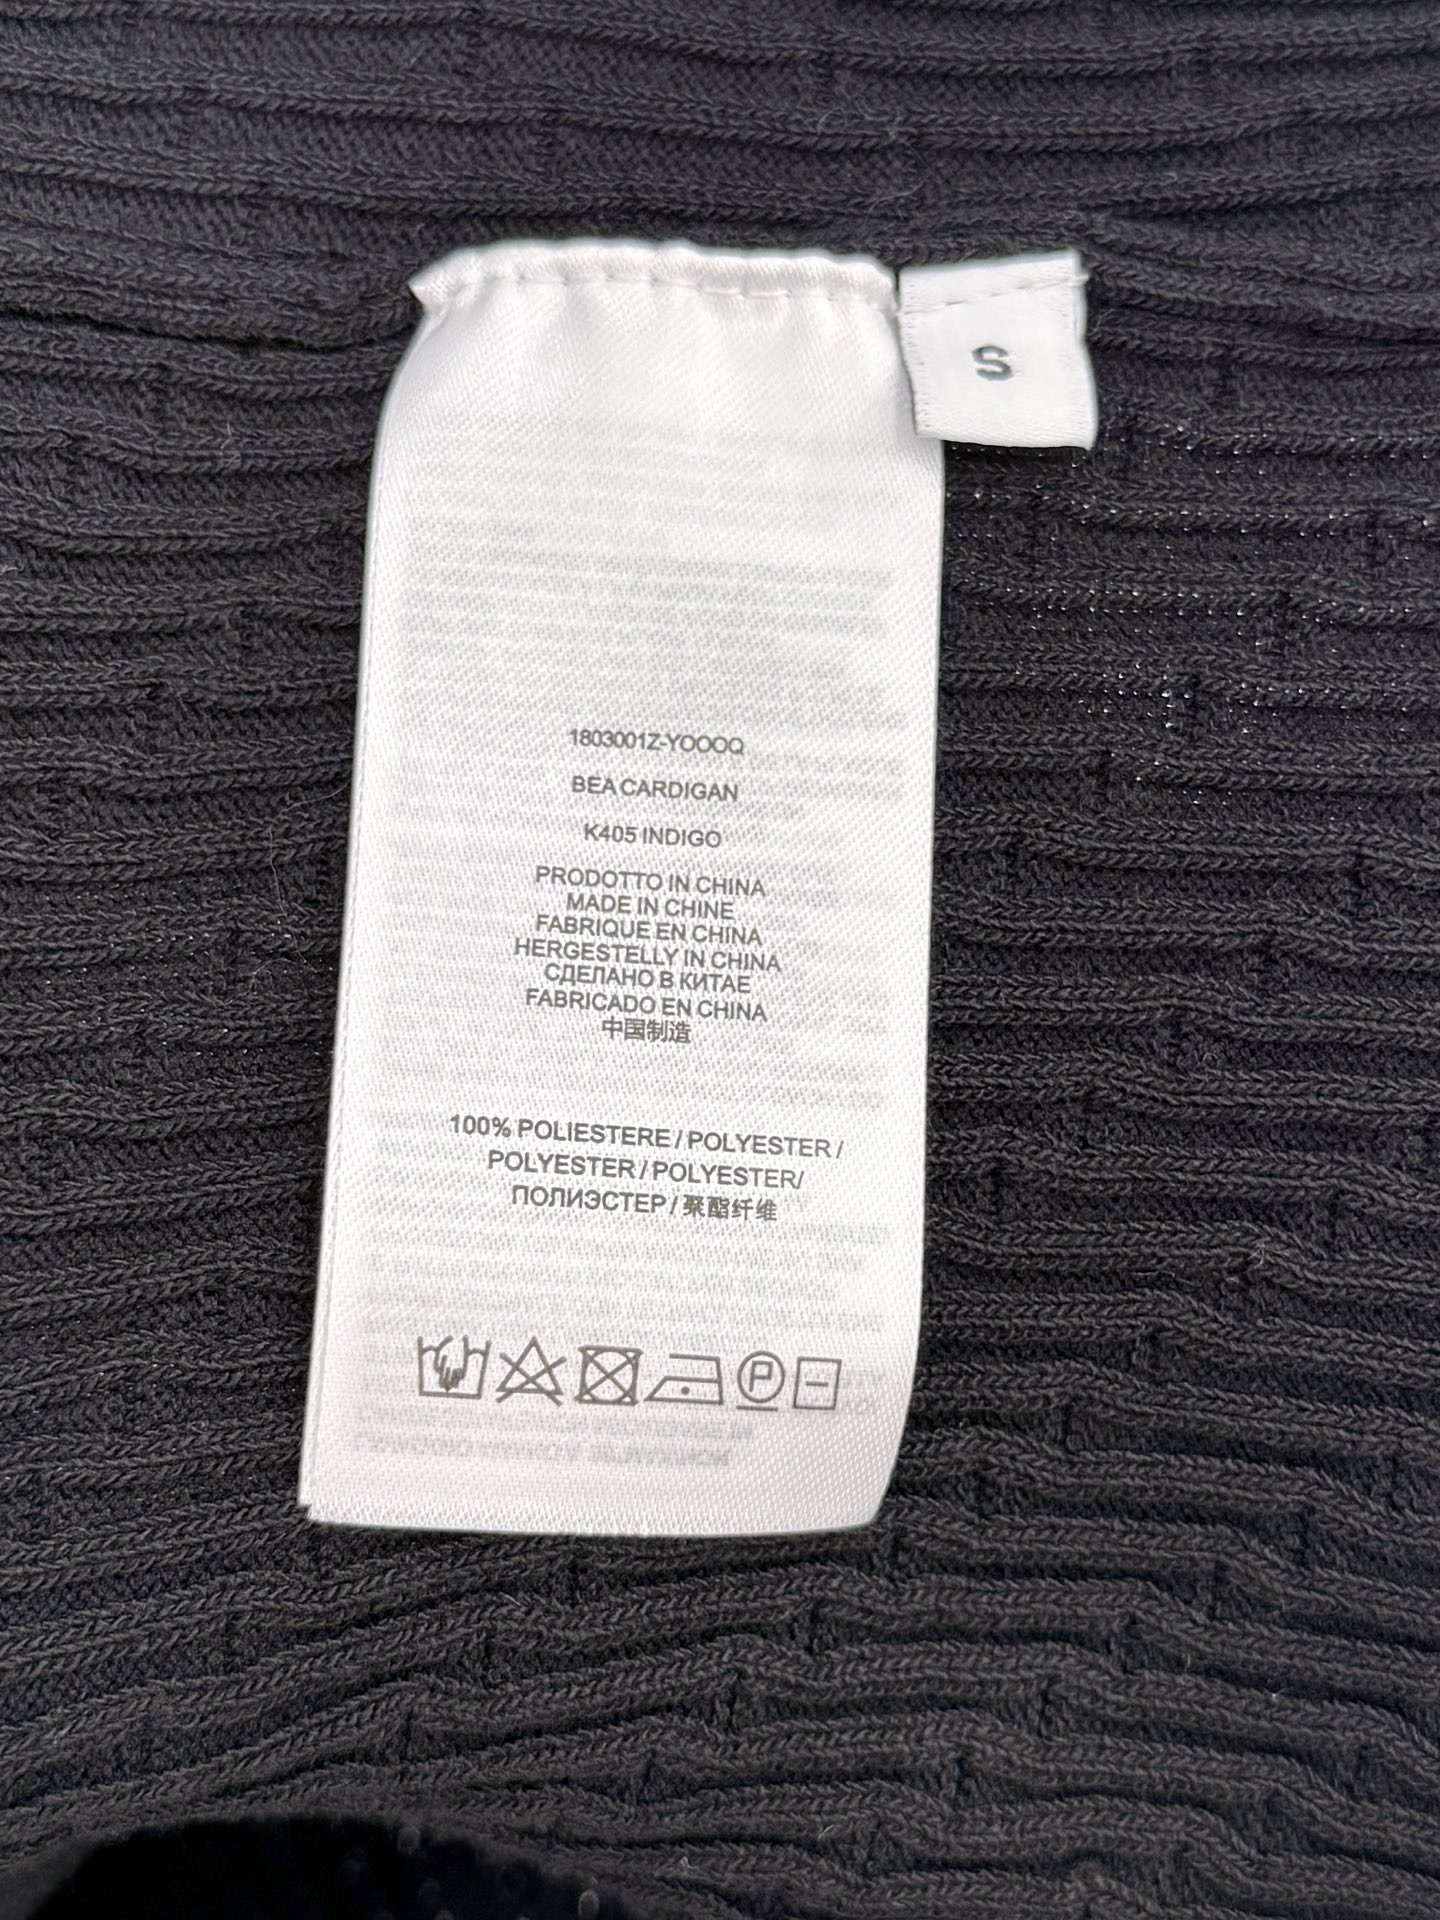 S
1803001Z-YOOOQ
BEA CARDIGAN
K405 INDIGO
PRODOTTO IN CHINA
MADE IN CHINE
FABRIQUE EN CHINA
HERGESTELLY IN CHINA
СДЕЛАНО В КИТАЕ
FABRICADO EN CHINA
中国制造
100% POLIESTERE / POLYESTER /
POLYESTER / POLYESTER/
ПОЛИЭСТЕР / 聚酯纤维
P